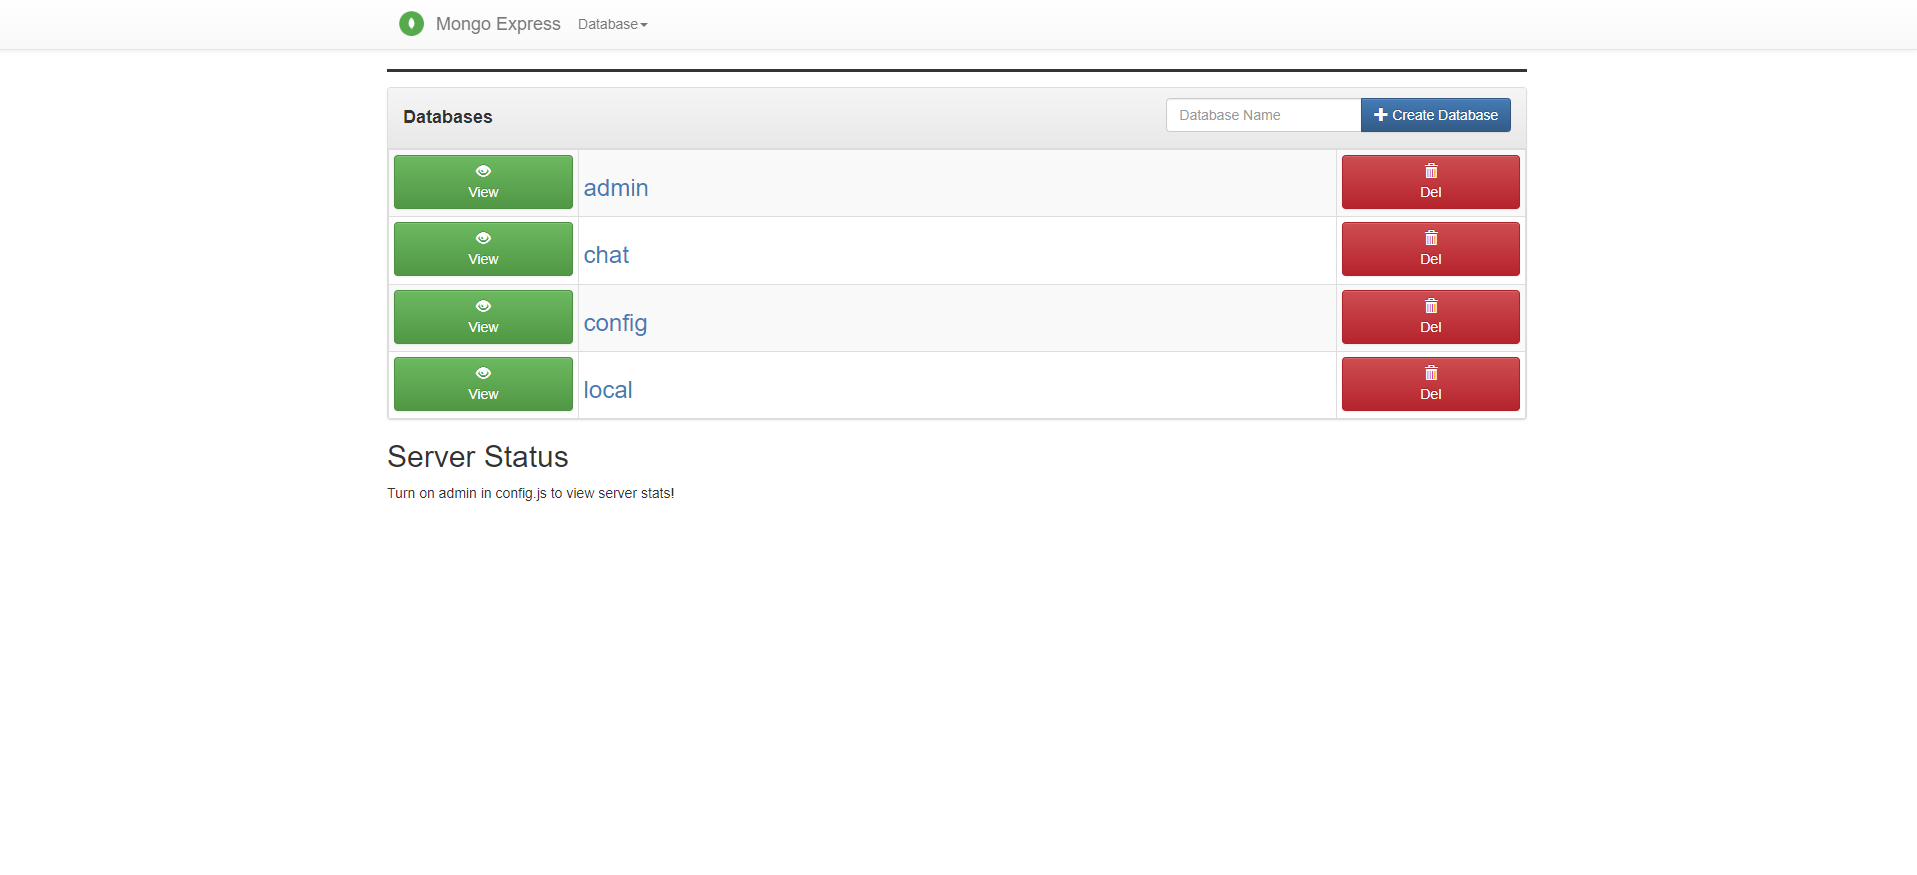 Mongo Express Database
Databases
Database Name Create Database
View admin Del
View chat Del
View config Del
View local Del
Server Status
Turn on admin in config.js to view server stats!